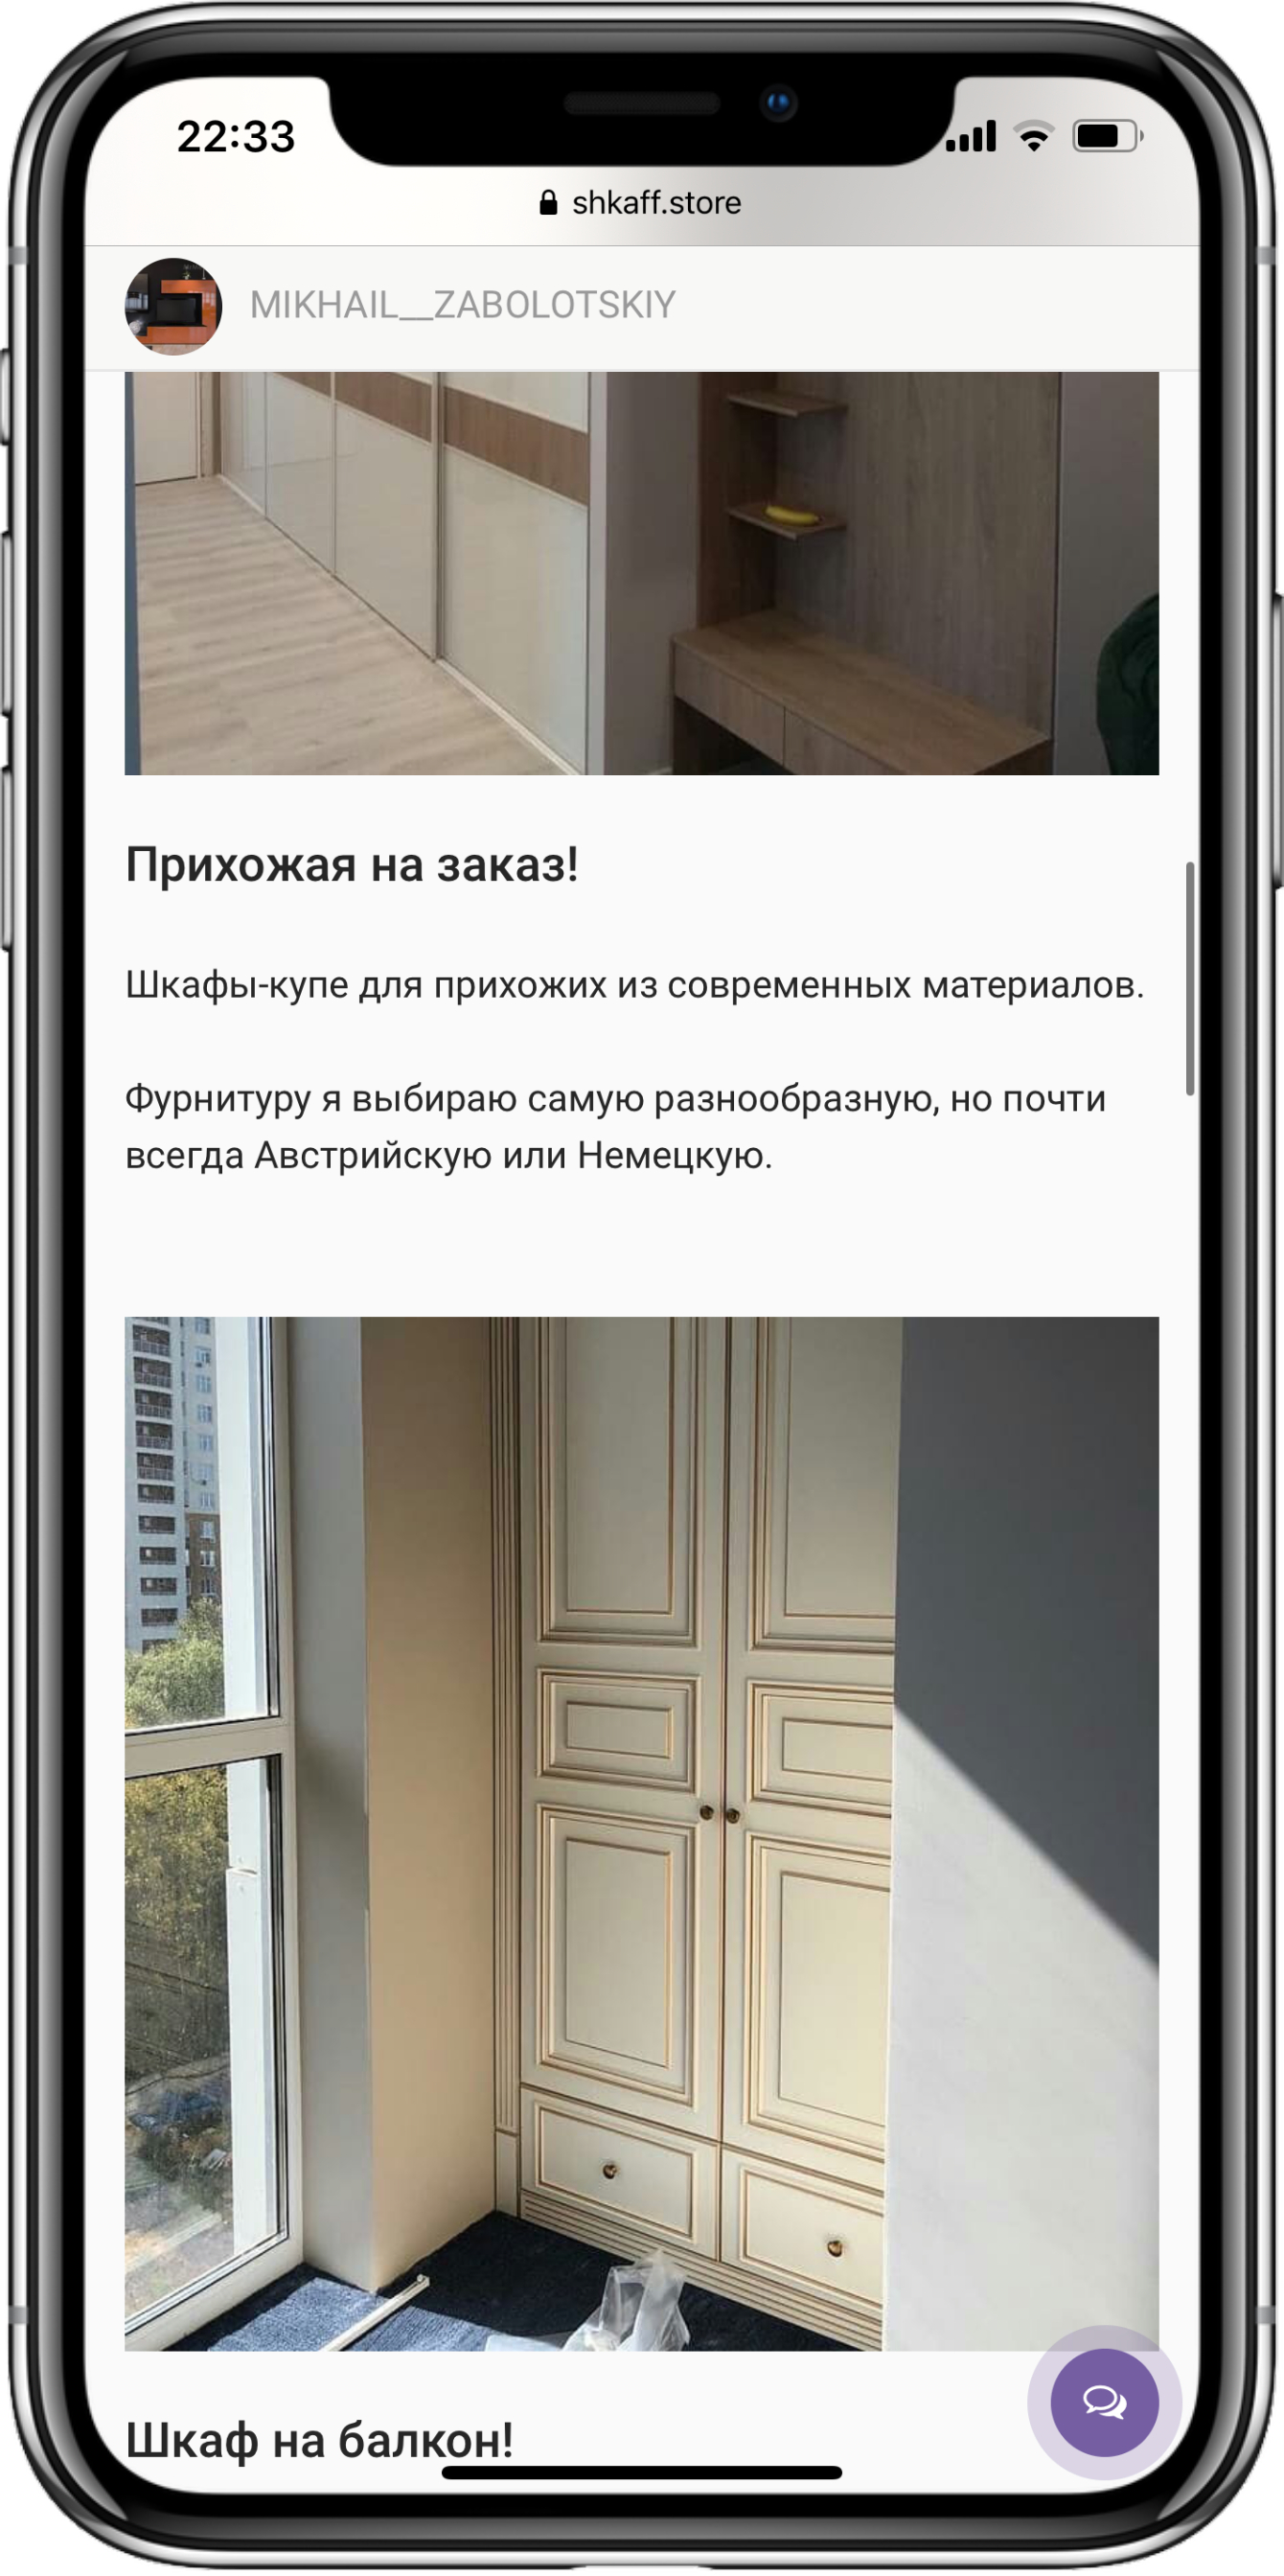 22:33
shkaff.store
MIKHAIL__ZABOLOTSKIY
Прихожая на заказ!
Шкафы-купе для прихожих из современных материалов.
Фурнитуру я выбираю самую разнообразную, но почти
всегда Австрийскую или Немецкую.
Шкаф на балкон!